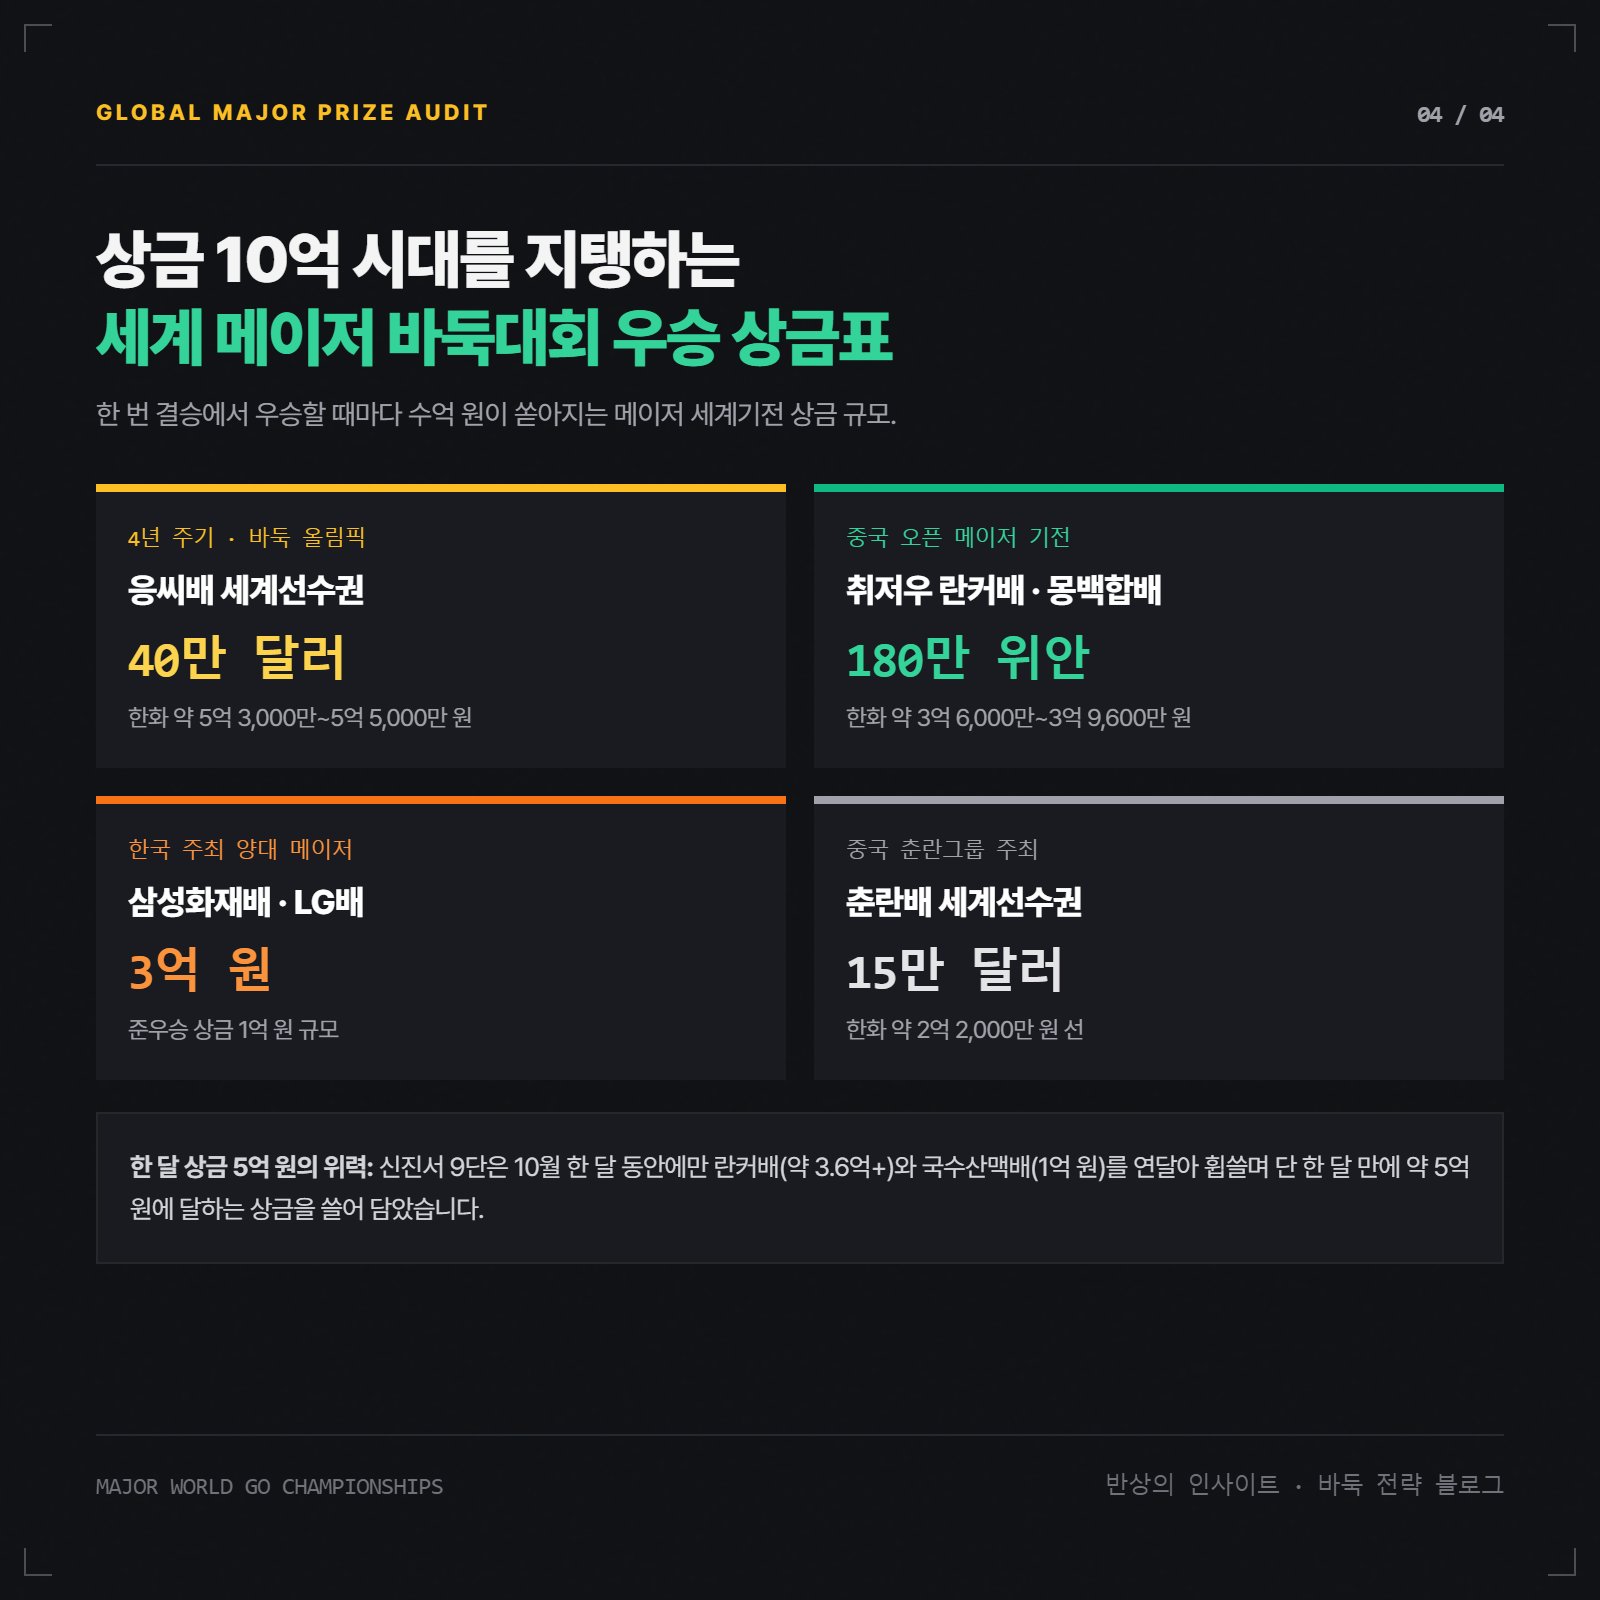 GLOBAL MAJOR PRIZE AUDIT
04 / 04
상금 10억 시대를 지탱하는
세계 메이저 바둑대회 우승 상금표
한 번 결승에서 우승할 때마다 수억 원이 쏟아지는 메이저 세계기전 상금 규모.
4년 주기 · 바둑 올림픽
응씨배 세계선수권
40만 달러
한화 약 5억 3,000만~5억 5,000만 원
중국 오픈 메이저 기전
취저우 란커배 · 몽백합배
180만 위안
한화 약 3억 6,000만~3억 9,600만 원
한국 주최 양대 메이저
삼성화재배 · LG배
3억 원
준우승 상금 1억 원 규모
중국 춘란그룹 주최
춘란배 세계선수권
15만 달러
한화 약 2억 2,000만 원 선
한 달 상금 5억 원의 위력: 신진서 9단은 10월 한 달 동안에만 란커배(약 3.6억+)와 국수산맥배(1억 원)를 연달아 휩쓸며 단 한 달 만에 약 5억
원에 달하는 상금을 쓸어 담았습니다.
MAJOR WORLD GO CHAMPIONSHIPS
반상의 인사이트 · 바둑 전략 블로그